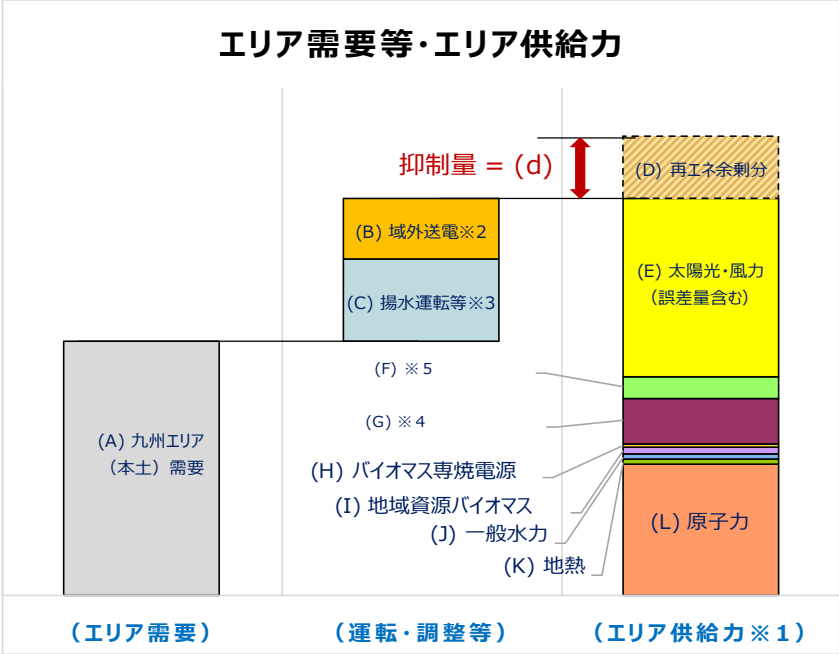 エリア需要等・エリア供給力
抑制量 = (d)
(D) 再エネ余剰分
(B) 域外送電※2
(C) 揚水運転等※3
(E) 太陽光・風力
（誤差量含む）
(F) ※５
(G) ※４
(A) 九州エリア
（本土）需要
(H) バイオマス専焼電源
(I) 地域資源バイオマス
(J) 一般水力
(K) 地熱
(L) 原子力
（エリア需要）
（運転・調整等）
（エリア供給力※１）